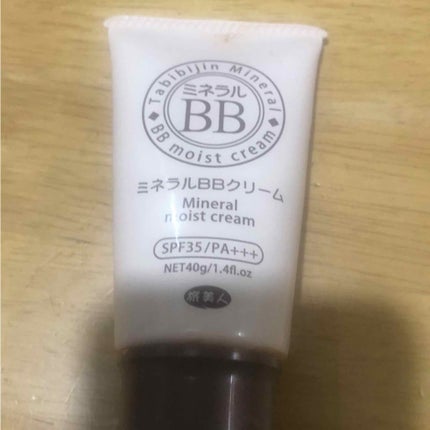 Tabibijin Mineral
ミネラル
BB
BB moist cream
ミネラルBBクリーム
Mineral
moist cream
SPF35/PA+++
NET40g/1.4fl.oz
旅美人